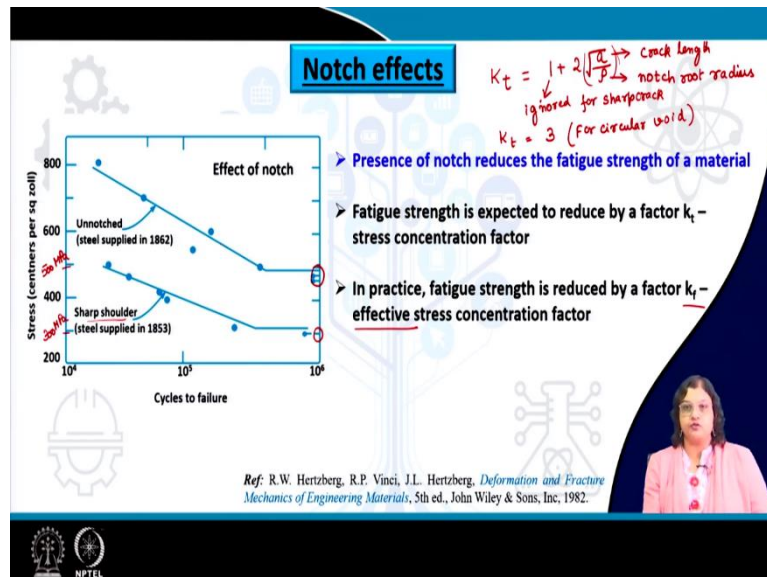 Notch effects
Kt = 1 + 2(√a/ρ) → crack length
→ notch root radius
ignored for sharp crack
Kt = 3 (For circular void)
Effect of notch
Stress (centners per sq zoll)
800
600
400
200
500 MPa
300 MPa
Unnotched
(steel supplied in 1862)
Sharp shoulder
(steel supplied in 1853)
10⁴
10⁵
10⁶
Cycles to failure
➤ Presence of notch reduces the fatigue strength of a material
➤ Fatigue strength is expected to reduce by a factor kt –
stress concentration factor
➤ In practice, fatigue strength is reduced by a factor kf –
effective stress concentration factor
Ref: R.W. Hertzberg, R.P. Vinci, J.L. Hertzberg, Deformation and Fracture
Mechanics of Engineering Materials, 5th ed., John Wiley & Sons, Inc, 1982.
NPTEL